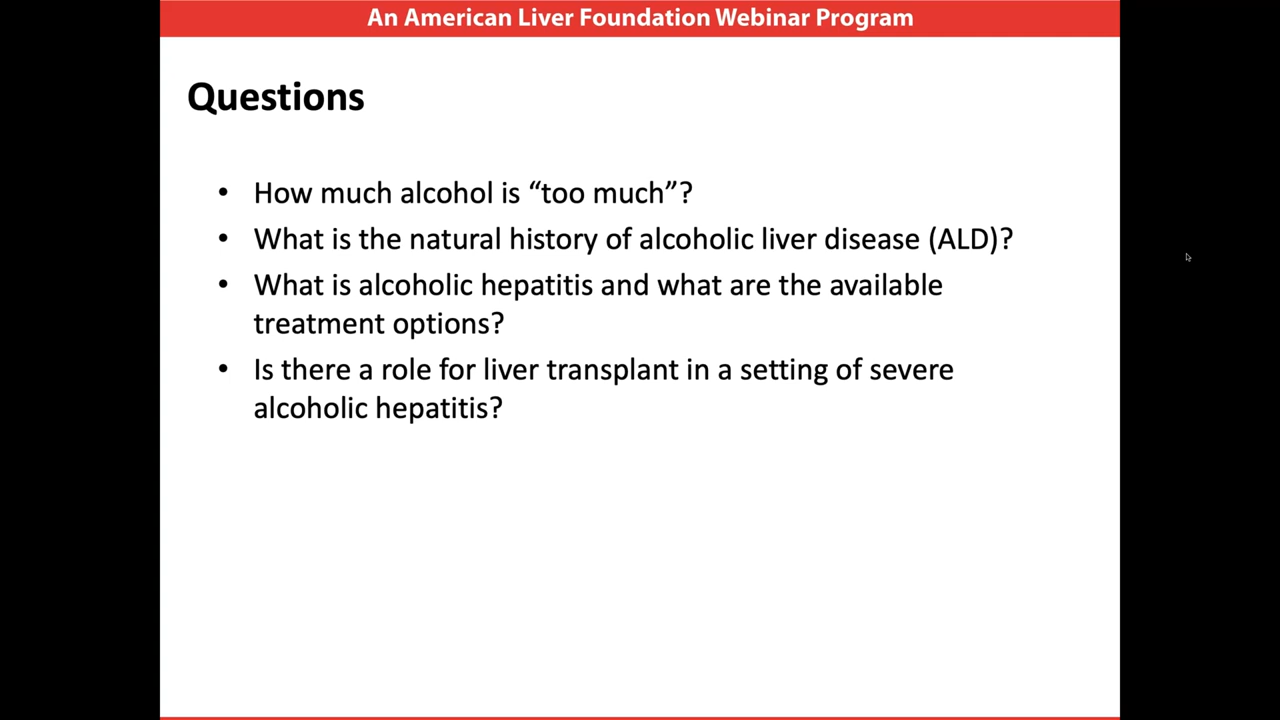 An American Liver Foundation Webinar Program
Questions
• How much alcohol is “too much”?
• What is the natural history of alcoholic liver disease (ALD)?
• What is alcoholic hepatitis and what are the available
treatment options?
• Is there a role for liver transplant in a setting of severe
alcoholic hepatitis?